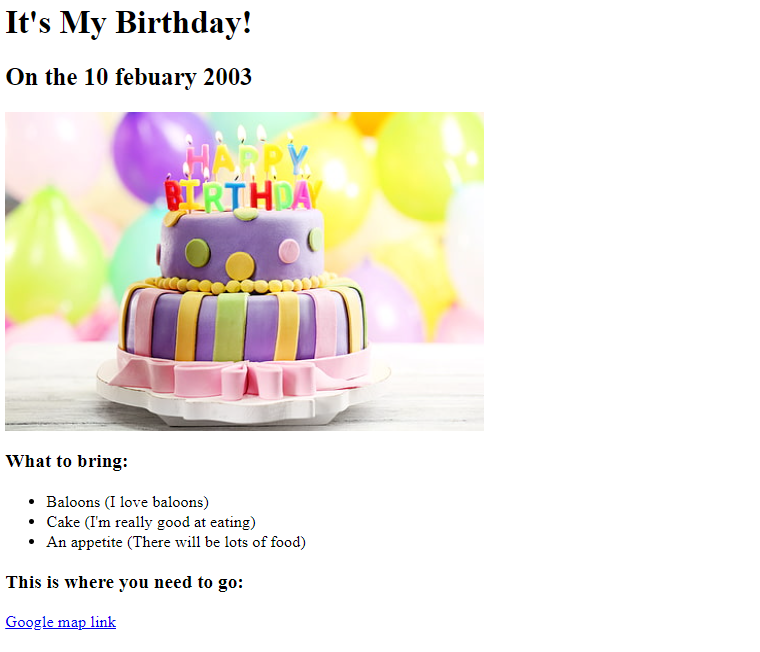 It's My Birthday!
On the 10 febuary 2003
HAPPY
BIRTHDAY
What to bring:
Baloons (I love baloons)
Cake (I'm really good at eating)
An appetite (There will be lots of food)
This is where you need to go:
Google map link